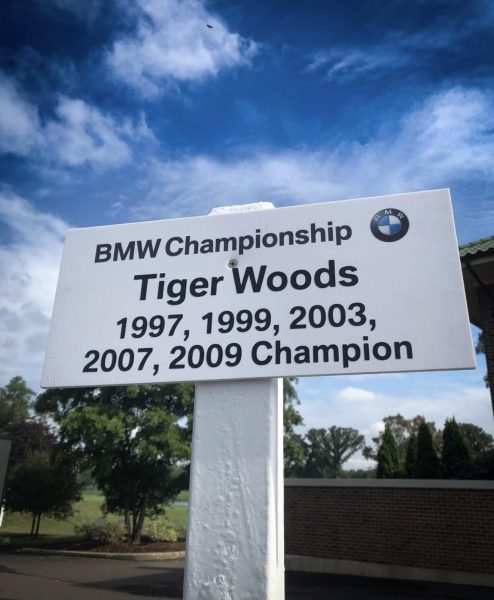 BMW Championship
BMW
Tiger Woods
1997, 1999, 2003,
2007, 2009 Champion